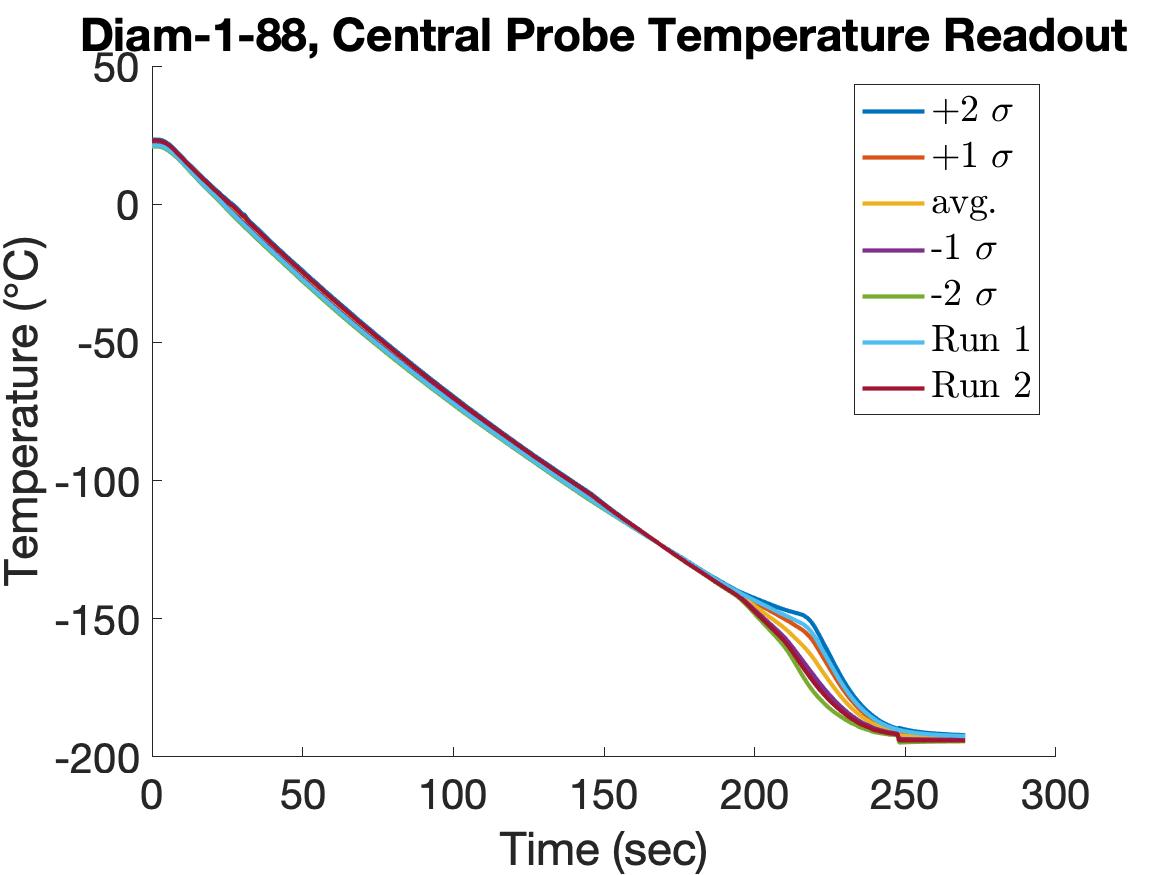 Diam-1-88, Central Probe Temperature Readout
50
0
-50
-100
-150
-200
Temperature (°C)
0 50 100 150 200 250 300
Time (sec)
+2 σ
+1 σ
avg.
-1 σ
-2 σ
Run 1
Run 2